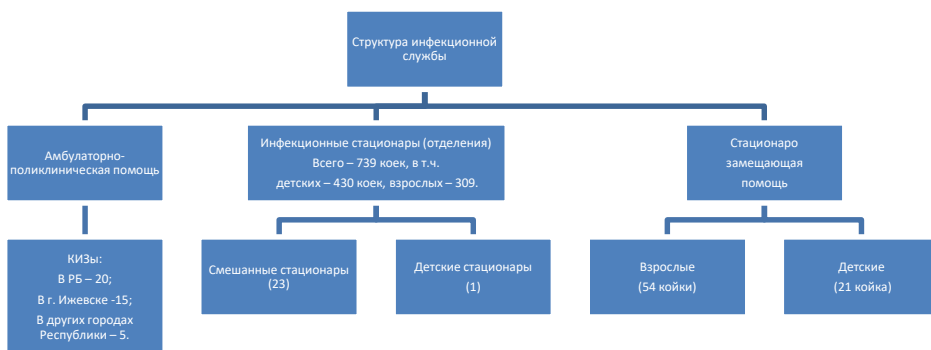 Структура инфекционной
службы
Амбулаторно-
поликлиническая помощь
Инфекционные стационары (отделения)
Всего – 739 коек, в т.ч.
детских – 430 коек, взрослых – 309.
Стационаро
замещающая
помощь
КИЗы:
В РБ – 20;
В г. Ижевске -15;
В других городах
Республики – 5.
Смешанные стационары
(23)
Детские стационары
(1)
Взрослые
(54 койки)
Детские
(21 койка)